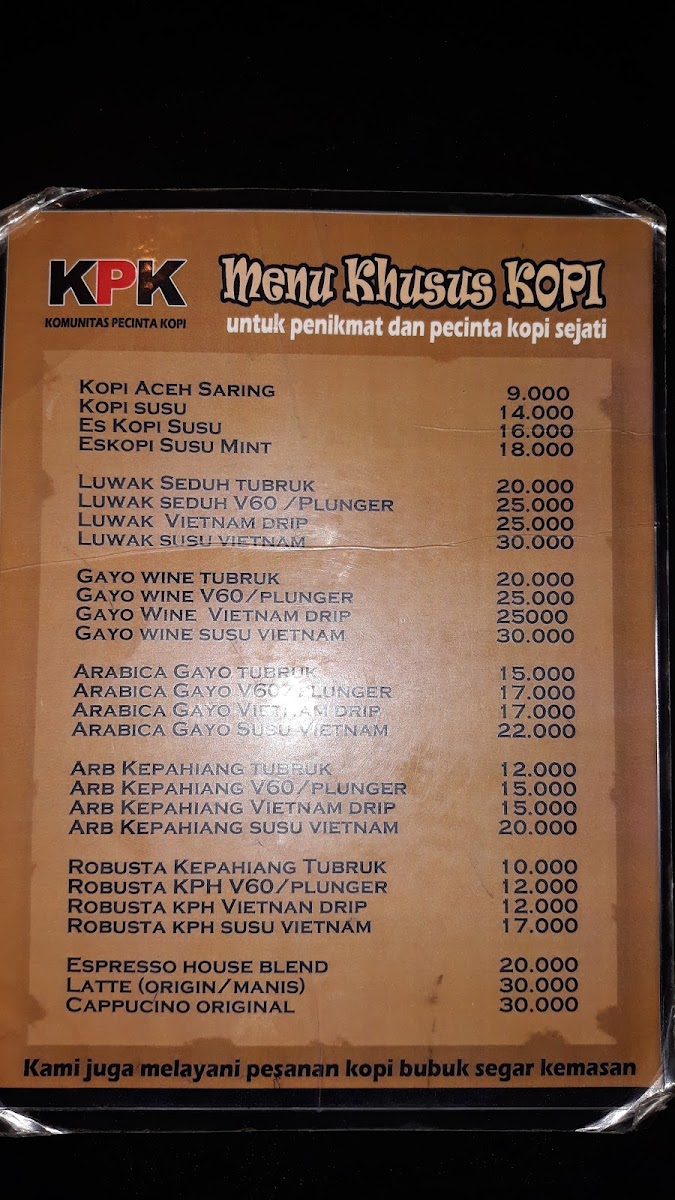 KPK
KOMUNITAS PECINTA KOPI
Menu Khusus KOPI
untuk penikmat dan pecinta kopi sejati
KOPI ACEH SARING 9.000
KOPI SUSU 14.000
ES KOPI SUSU 16.000
ESKOPI SUSU MINT 18.000
LUWAK SEDUH TUBRUK 20.000
LUWAK SEDUH V60 /PLUNGER 25.000
LUWAK VIETNAM DRIP 25.000
LUWAK SUSU VIETNAM 30.000
GAYO WINE TUBRUK 20.000
GAYO WINE V60/PLUNGER 25.000
GAYO WINE VIETNAM DRIP 25000
GAYO WINE SUSU VIETNAM 30.000
ARABICA GAYO TUBRUK 15.000
ARABICA GAYO V60/PLUNGER 17.000
ARABICA GAYO VIETNAM DRIP 17.000
ARABICA GAYO SUSU VIETNAM 22.000
ARB KEPAHIANG TUBRUK 12.000
ARB KEPAHIANG V60/PLUNGER 15.000
ARB KEPAHIANG VIETNAM DRIP 15.000
ARB KEPAHIANG SUSU VIETNAM 20.000
ROBUSTA KEPAHIANG TUBRUK 10.000
ROBUSTA KPH V60/PLUNGER 12.000
ROBUSTA KPH VIETNAN DRIP 12.000
ROBUSTA KPH SUSU VIETNAM 17.000
ESPRESSO HOUSE BLEND 20.000
LATTE (ORIGIN/MANIS) 30.000
CAPPUCINO ORIGINAL 30.000
Kami juga melayani pesanan kopi bubuk segar kemasan